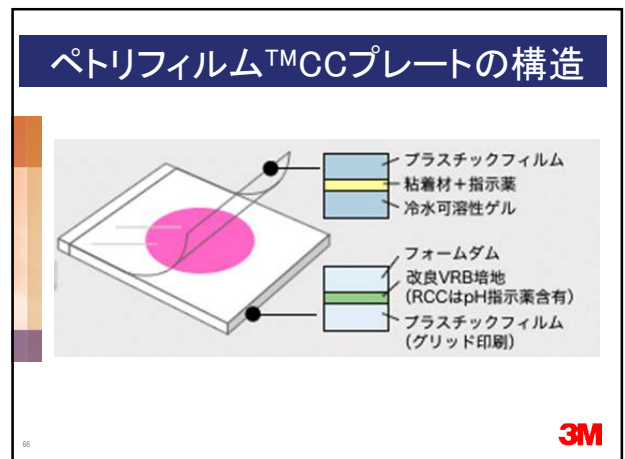 ペトリフィルム™CCプレートの構造
プラスチックフィルム
粘着材+指示薬
冷水可溶性ゲル
フォームダム
改良VRB培地
(RCCはpH指示薬含有)
プラスチックフィルム
(グリッド印刷)
66
3M